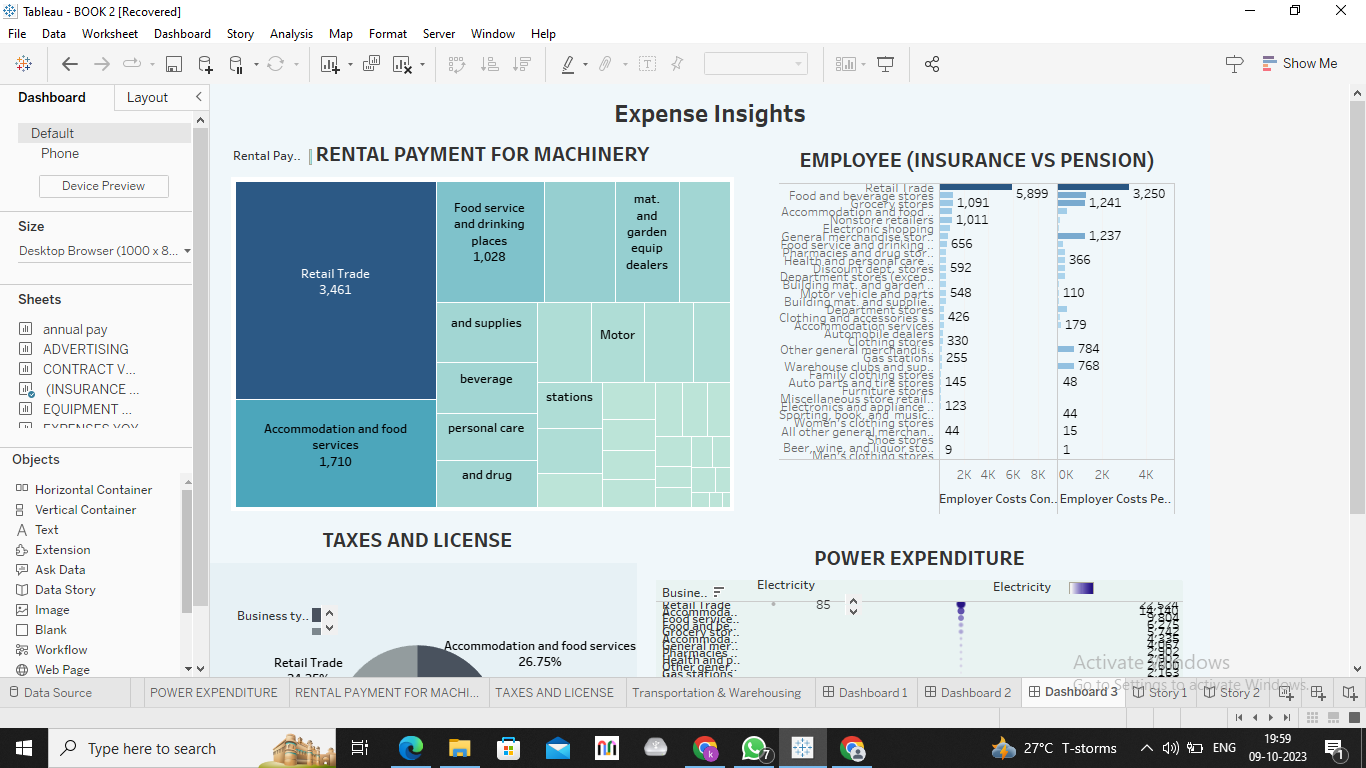 Tableau - BOOK 2 [Recovered]
File Data Worksheet Dashboard Story Analysis Map Format Server Window Help
Show Me
Dashboard Layout
Default
Phone
Device Preview
Size
Desktop Browser (1000 x 8...
Sheets
annual pay
ADVERTISING
CONTRACT V...
(INSURANCE ...
EQUIPMENT ...
EXPENSES YOY
Objects
Horizontal Container
Vertical Container
Text
Extension
Ask Data
Data Story
Image
Blank
Workflow
Web Page
Expense Insights
Rental Pay..
RENTAL PAYMENT FOR MACHINERY
Retail Trade
3,461
Accommodation and food
services
1,710
Food service
and drinking
places
1,028
mat.
and
garden
equip
dealers
and supplies
Motor
beverage
stations
personal care
and drug
EMPLOYEE (INSURANCE VS PENSION)
Retail Trade 5,899 3,250
Food and beverage stores
Grocery stores 1,091 1,241
Accommodation and food ..
Nonstore retailers 1,011
Electronic shopping
General merchandise stor.. 1,237
Food service and drinking .. 656
Pharmacies and drug stor..
Health and personal care .. 366
Discount dept. stores 592
Department stores (excep..
Building mat. and garden ..
Motor vehicle and parts 548 110
Building mat. and supplie..
Department stores
Clothing and accessories s.. 426
Accommodation services 179
Automobile dealers
Clothing stores 330
Other general merchandis.. 784
Gas stations 255
Warehouse clubs and sup.. 768
Family clothing stores
Auto parts and tire stores 145 48
Furniture stores
Miscellaneous store retail..
Electronics and appliance .. 123
Sporting, book, and music.. 44
Women's clothing stores
All other general merchan.. 44 15
Shoe stores
Beer, wine, and liquor sto.. 9 1
Men's clothing stores
2K 4K 6K 8K 0K 2K 4K
Employer Costs Con.. Employer Costs Pe..
TAXES AND LICENSE
Business ty..
Retail Trade
Accommodation and food services
26.75%
POWER EXPENDITURE
Busine..
Electricity
85
Electricity
Retail Trade
Accommoda.. 14,140
Food service.. 9,804
Food and be.. 6,275
Grocery stor.. 5,742
Accommoda..
General mer..
Pharmacies ..
Health and p..
Other gener..
Gas stations 2,163
Activate Windows
Go to Settings to activate Windows.
Data Source POWER EXPENDITURE RENTAL PAYMENT FOR MACHI... TAXES AND LICENSE Transportation & Warehousing Dashboard 1 Dashboard 2 Dashboard 3 Story 1 Story 2
Type here to search
7
27°C T-storms
ENG
19:59
09-10-2023
1